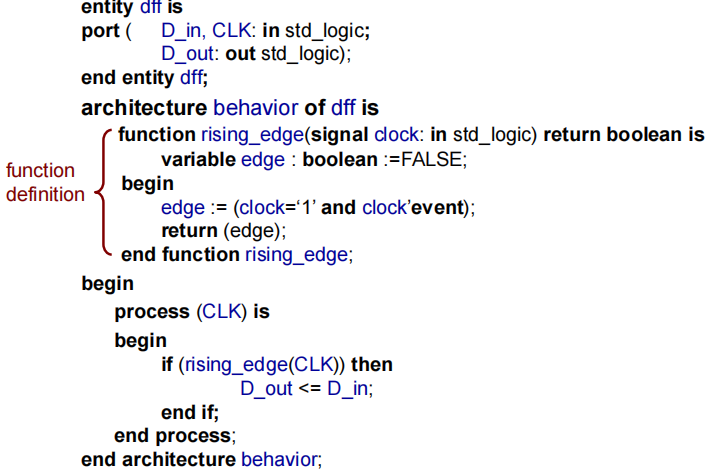 entity dff is
port ( D_in, CLK: in std_logic;
D_out: out std_logic);
end entity dff;
architecture behavior of dff is
function rising_edge(signal clock: in std_logic) return boolean is
variable edge : boolean :=FALSE;
function
definition
begin
edge := (clock=‘1’ and clock’event);
return (edge);
end function rising_edge;
begin
process (CLK) is
begin
if (rising_edge(CLK)) then
D_out <= D_in;
end if;
end process;
end architecture behavior;